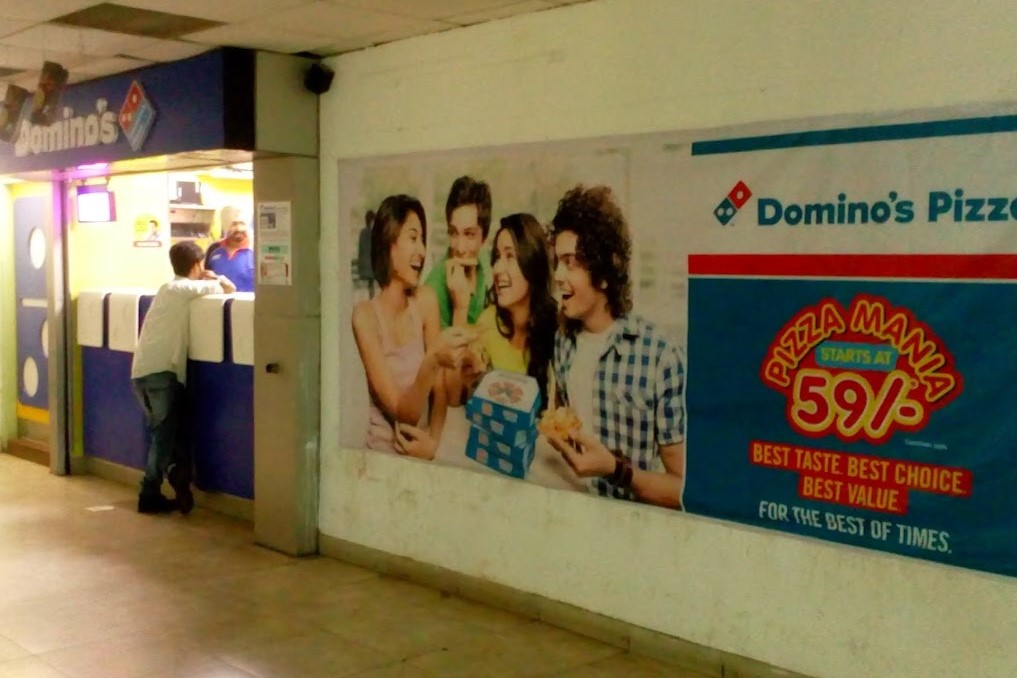 Domino's
Domino's Pizza
PIZZA MANIA
STARTS AT
59/-
BEST TASTE. BEST CHOICE.
BEST VALUE.
FOR THE BEST OF TIMES.